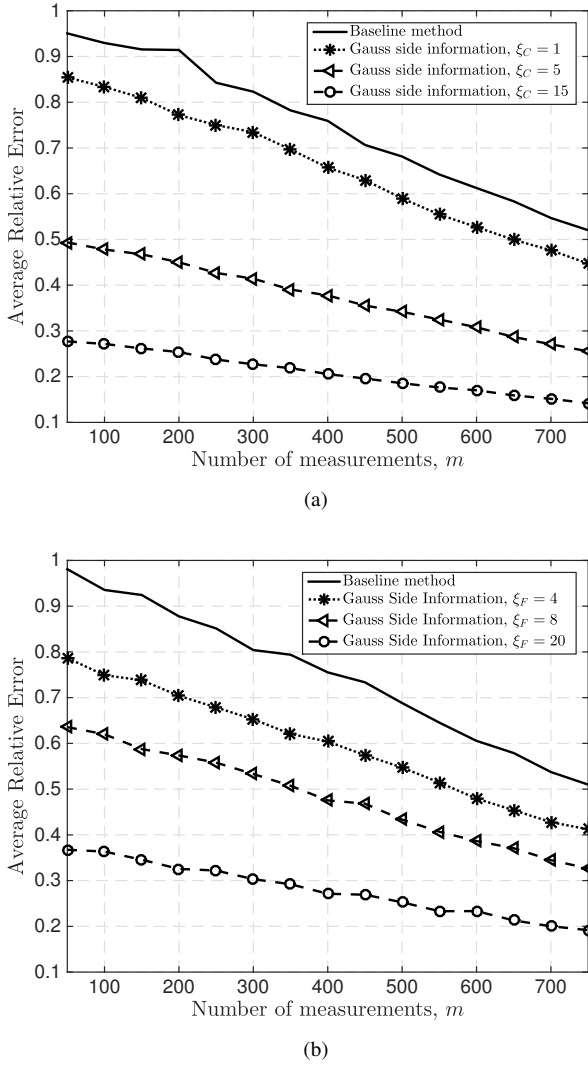 1
0.9
0.8
0.7
0.6
0.5
0.4
0.3
0.2
0.1
Average Relative Error
Baseline method
Gauss side information, ξ_C = 1
Gauss side information, ξ_C = 5
Gauss side information, ξ_C = 15
100 200 300 400 500 600 700
Number of measurements, m
(a)
1
0.9
0.8
0.7
0.6
0.5
0.4
0.3
0.2
0.1
Average Relative Error
Baseline method
Gauss Side Information, ξ_F = 4
Gauss Side Information, ξ_F = 8
Gauss Side Information, ξ_F = 20
100 200 300 400 500 600 700
Number of measurements, m
(b)